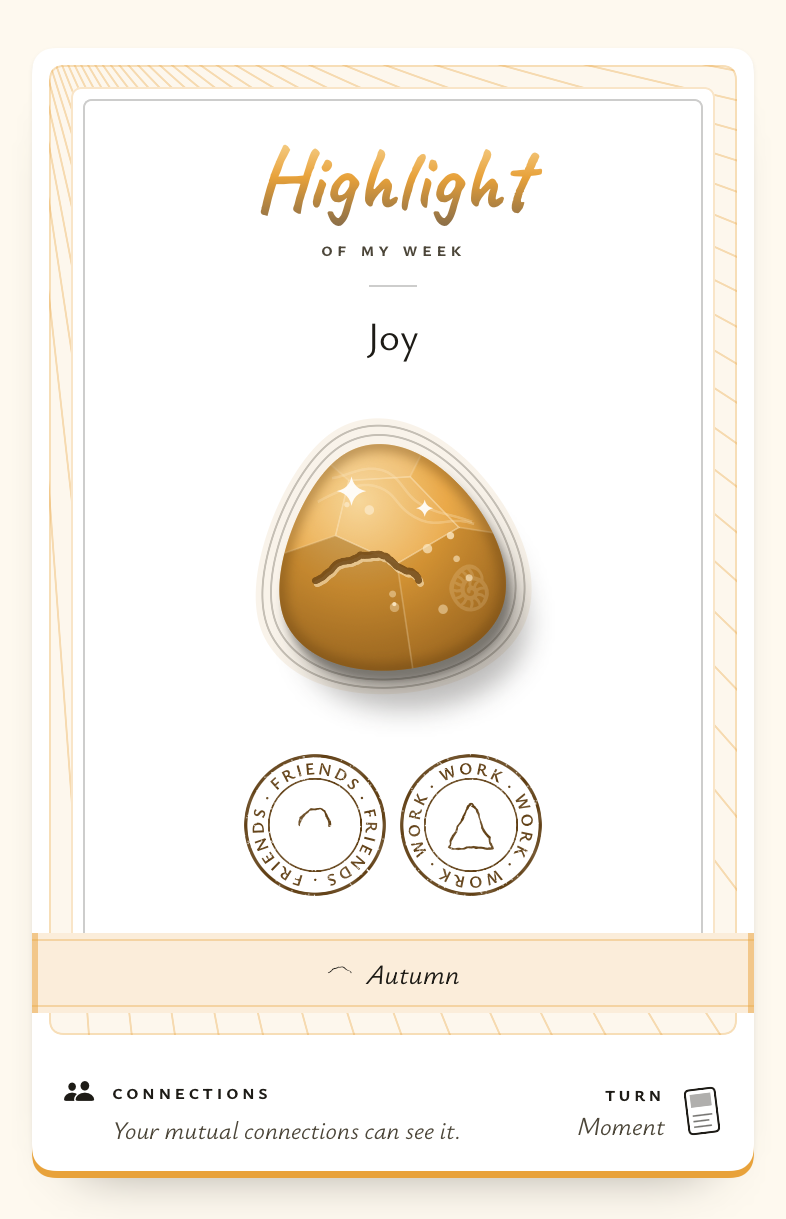 Highlight
OF MY WEEK
Joy
FRIENDS · FRIENDS · FRIENDS ·
WORK · WORK · WORK · WORK ·
Autumn
CONNECTIONS
Your mutual connections can see it.
TURN
Moment